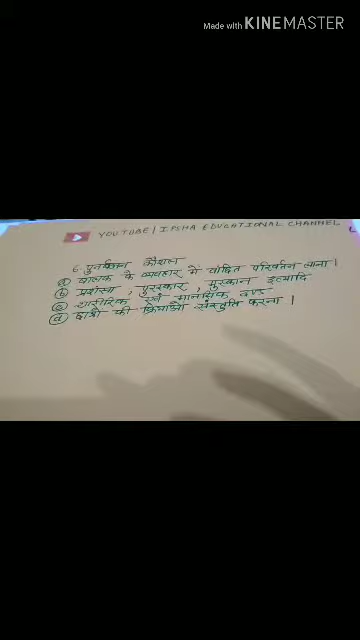 Made with KINEMASTER
YOUTUBE | IPSHA EDUCATIONAL CHANNEL
6. पुनर्बलन कौशल
ⓐ बालक के व्यवहार में वांछित परिवर्तन लाना।
ⓑ प्रशंसा, पुरस्कार, मुस्कान इत्यादि
ⓒ शारीरिक एवं मानसिक दण्ड
ⓓ छात्रों की क्रियाओं संस्तुति करना।